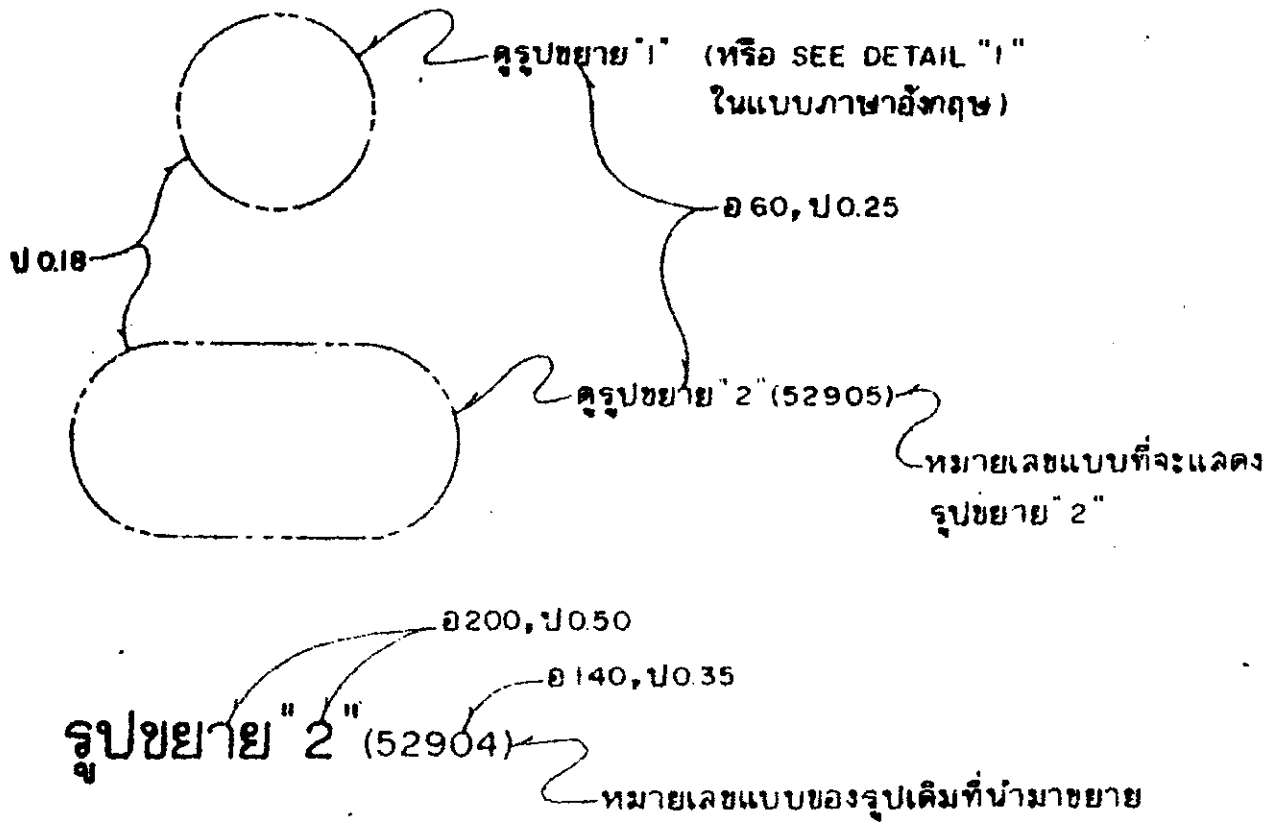 ดูรูปขยาย "1" (หรือ SEE DETAIL "1"
ในแบบภาษาอังกฤษ)
อ 60, ป 0.25
ป 0.18
ดูรูปขยาย "2" (52905)
หมายเลขแบบที่จะแสดง
รูปขยาย "2"
อ 200, ป 0.50
อ 140, ป 0.35
รูปขยาย "2" (52904)
หมายเลขแบบของรูปเดิมที่นำมาขยาย